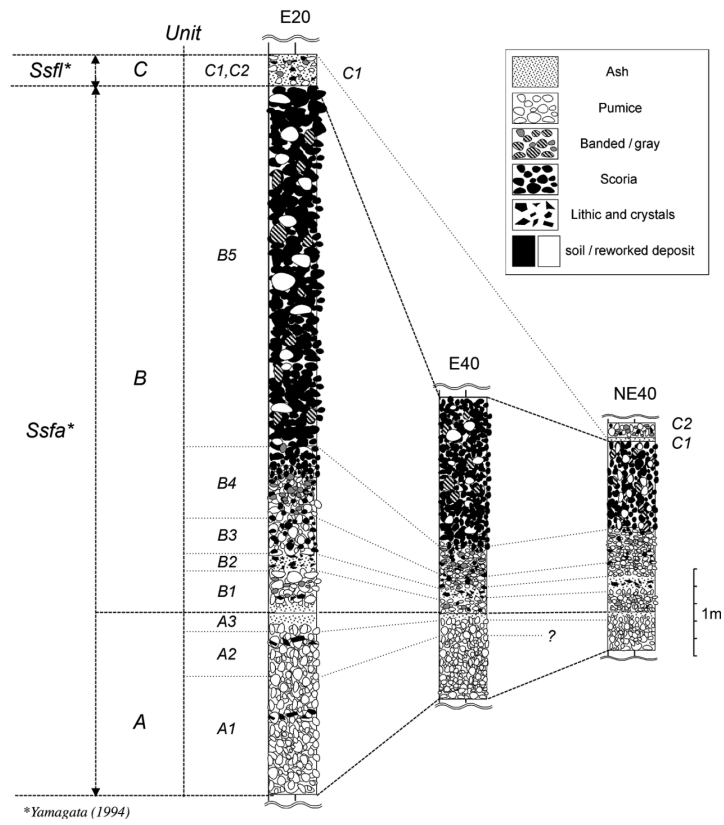 E20
Unit
Ssfl*
C
C1,C2
C1
Ash
Pumice
Banded / gray
Scoria
Lithic and crystals
soil / reworked deposit
B5
E40
NE40
C2
C1
B
Ssfa*
B4
B3
B2
B1
1m
A3
A2
?
A
A1
*Yamagata (1994)